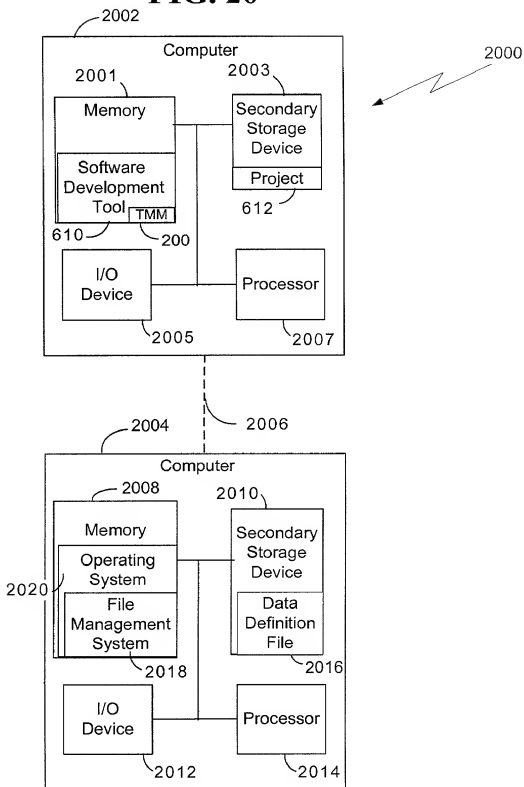 FIG. 20
2002
Computer
2000
2001
2003
Memory
Secondary
Storage
Device
Software
Development
Tool
Project
TMM
610
200
612
I/O
Device
Processor
2005
2007
2006
2004
Computer
2008
2010
Memory
Secondary
Storage
Device
Operating
System
2020
File
Management
System
Data
Definition
File
2018
2016
I/O
Device
Processor
2012
2014